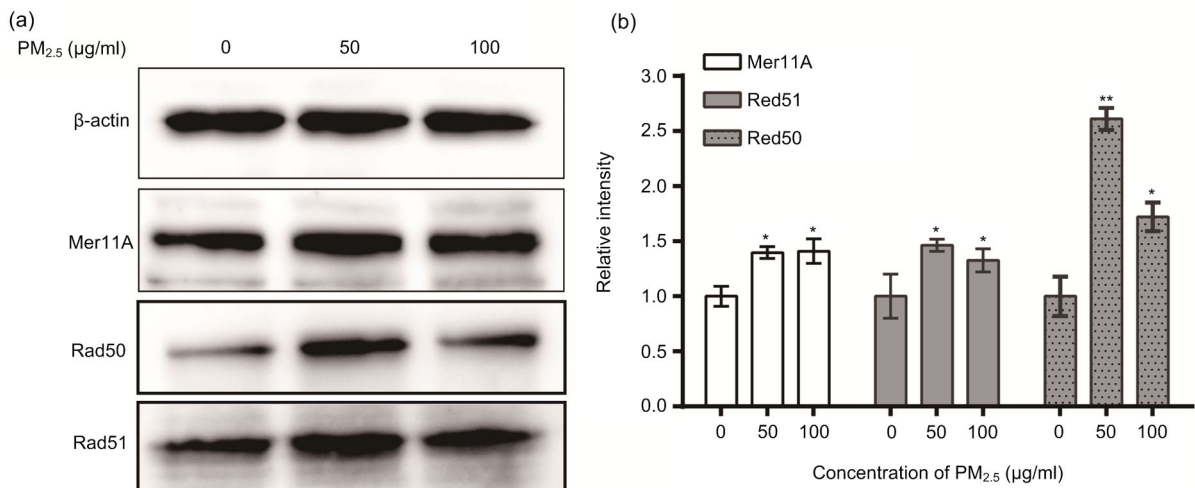 (a)
PM2.5 (μg/ml) 0 50 100
β-actin
Mer11A
Rad50
Rad51
(b)
Mer11A
Red51
Red50
Relative intensity
3.0
2.5
2.0
1.5
1.0
0.5
0.0
* * * * ** *
0 50 100 0 50 100 0 50 100
Concentration of PM2.5 (μg/ml)